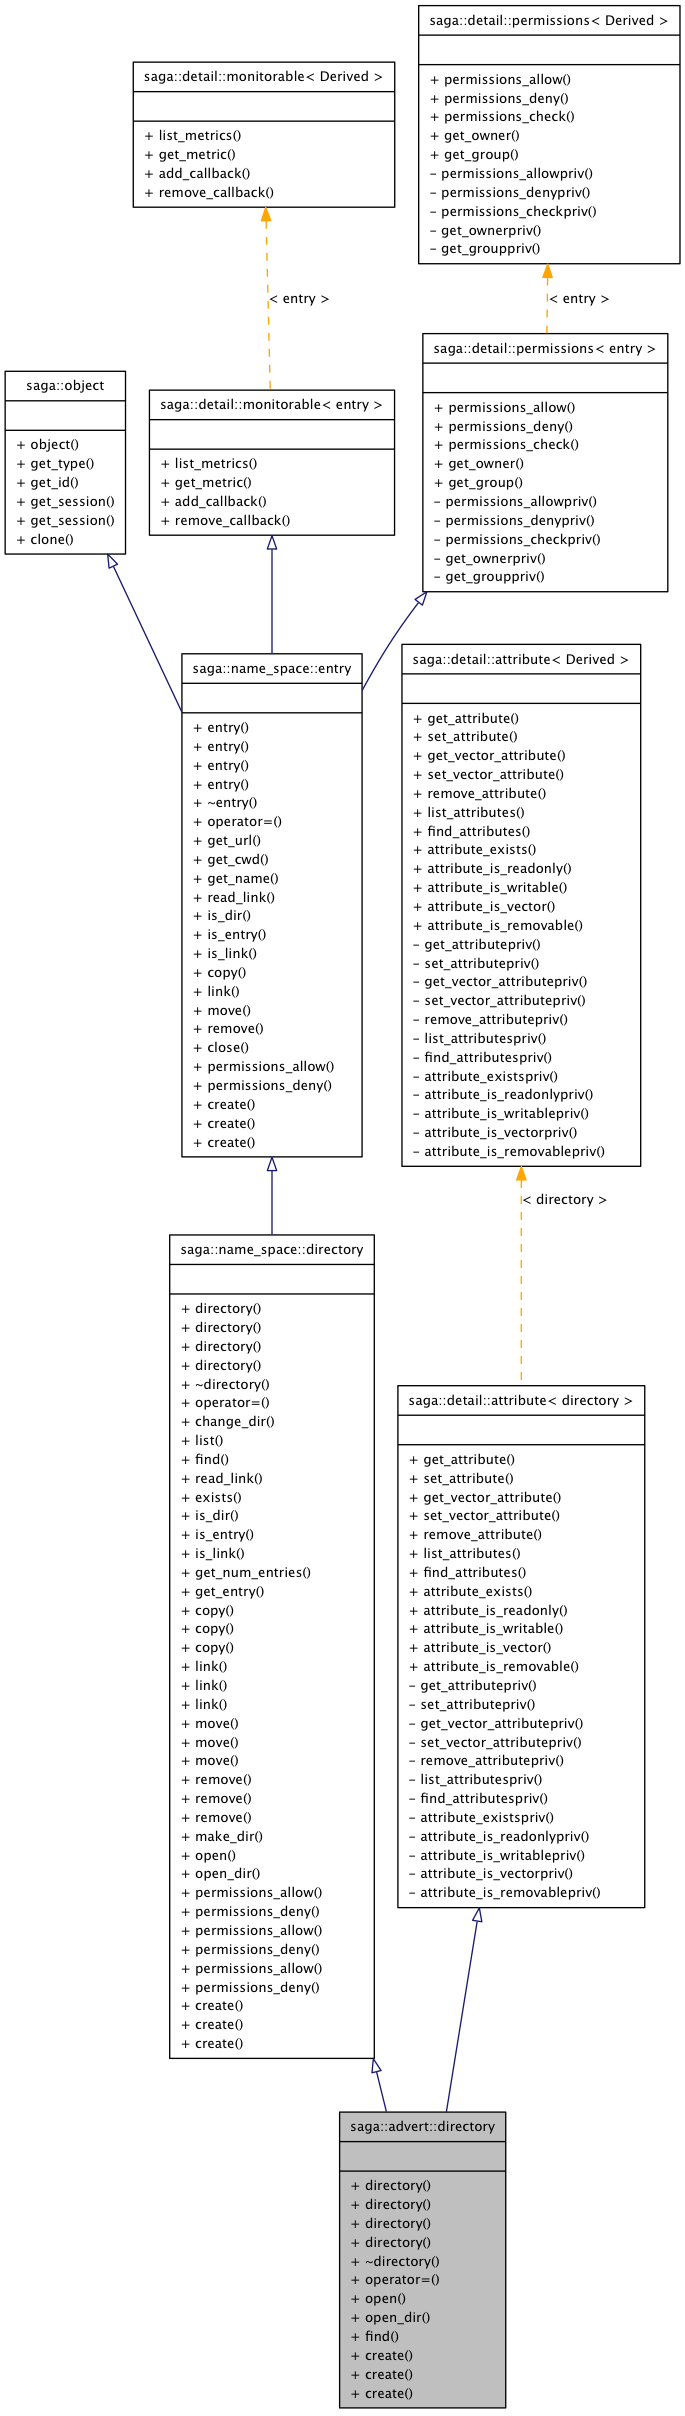 saga::detail::permissions< Derived >
+ permissions_allow()
+ permissions_deny()
+ permissions_check()
+ get_owner()
+ get_group()
- permissions_allowpriv()
- permissions_denypriv()
- permissions_checkpriv()
- get_ownerpriv()
- get_grouppriv()
saga::detail::monitorable< Derived >
+ list_metrics()
+ get_metric()
+ add_callback()
+ remove_callback()
< entry >
< entry >
saga::detail::permissions< entry >
+ permissions_allow()
+ permissions_deny()
+ permissions_check()
+ get_owner()
+ get_group()
- permissions_allowpriv()
- permissions_denypriv()
- permissions_checkpriv()
- get_ownerpriv()
- get_grouppriv()
saga::object
+ object()
+ get_type()
+ get_id()
+ get_session()
+ get_session()
+ clone()
saga::detail::monitorable< entry >
+ list_metrics()
+ get_metric()
+ add_callback()
+ remove_callback()
saga::name_space::entry
+ entry()
+ entry()
+ entry()
+ entry()
+ ~entry()
+ operator=()
+ get_url()
+ get_cwd()
+ get_name()
+ read_link()
+ is_dir()
+ is_entry()
+ is_link()
+ copy()
+ link()
+ move()
+ remove()
+ close()
+ permissions_allow()
+ permissions_deny()
+ create()
+ create()
+ create()
saga::detail::attribute< Derived >
+ get_attribute()
+ set_attribute()
+ get_vector_attribute()
+ set_vector_attribute()
+ remove_attribute()
+ list_attributes()
+ find_attributes()
+ attribute_exists()
+ attribute_is_readonly()
+ attribute_is_writable()
+ attribute_is_vector()
+ attribute_is_removable()
- get_attributepriv()
- set_attributepriv()
- get_vector_attributepriv()
- set_vector_attributepriv()
- remove_attributepriv()
- list_attributespriv()
- find_attributespriv()
- attribute_existspriv()
- attribute_is_readonlypriv()
- attribute_is_writablepriv()
- attribute_is_vectorpriv()
- attribute_is_removablepriv()
< directory >
saga::name_space::directory
+ directory()
+ directory()
+ directory()
+ directory()
+ ~directory()
+ operator=()
+ change_dir()
+ list()
+ find()
+ read_link()
+ exists()
+ is_dir()
+ is_entry()
+ is_link()
+ get_num_entries()
+ get_entry()
+ copy()
+ copy()
+ copy()
+ link()
+ link()
+ link()
+ move()
+ move()
+ move()
+ remove()
+ remove()
+ remove()
+ make_dir()
+ open()
+ open_dir()
+ permissions_allow()
+ permissions_deny()
+ permissions_allow()
+ permissions_deny()
+ permissions_allow()
+ permissions_deny()
+ create()
+ create()
+ create()
saga::detail::attribute< directory >
+ get_attribute()
+ set_attribute()
+ get_vector_attribute()
+ set_vector_attribute()
+ remove_attribute()
+ list_attributes()
+ find_attributes()
+ attribute_exists()
+ attribute_is_readonly()
+ attribute_is_writable()
+ attribute_is_vector()
+ attribute_is_removable()
- get_attributepriv()
- set_attributepriv()
- get_vector_attributepriv()
- set_vector_attributepriv()
- remove_attributepriv()
- list_attributespriv()
- find_attributespriv()
- attribute_existspriv()
- attribute_is_readonlypriv()
- attribute_is_writablepriv()
- attribute_is_vectorpriv()
- attribute_is_removablepriv()
saga::advert::directory
+ directory()
+ directory()
+ directory()
+ directory()
+ ~directory()
+ operator=()
+ open()
+ open_dir()
+ find()
+ create()
+ create()
+ create()